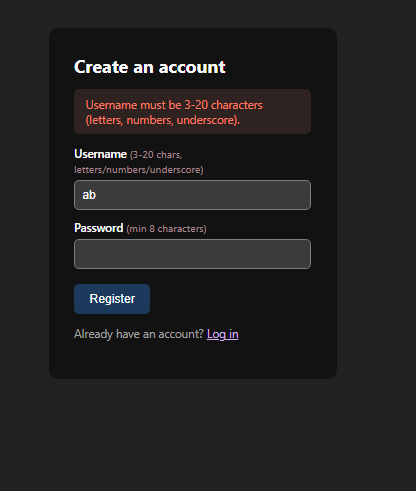 Create an account
Username must be 3-20 characters
(letters, numbers, underscore).
Username (3-20 chars,
letters/numbers/underscore)
ab
Password (min 8 characters)
Register
Already have an account? Log in